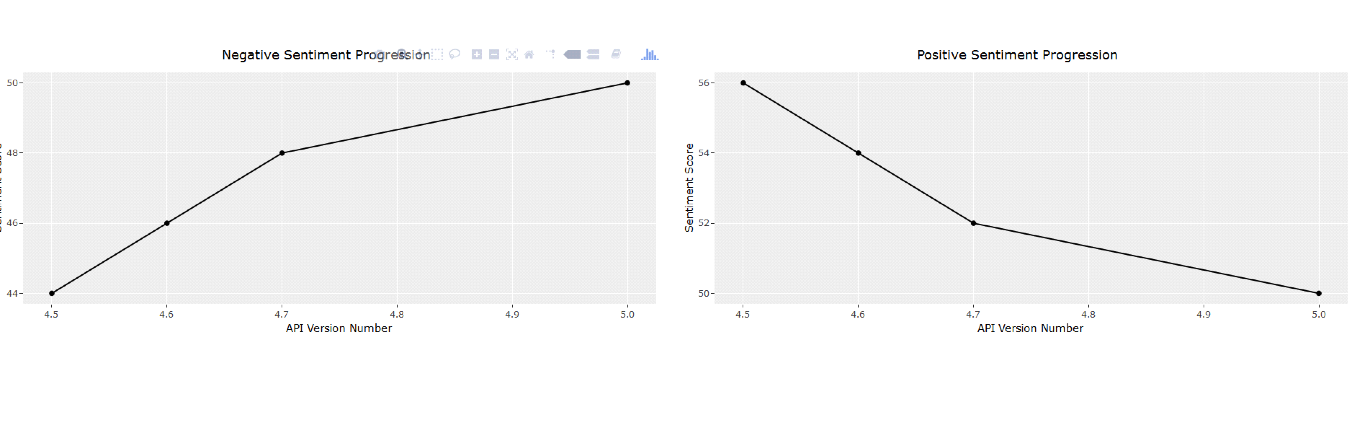 Negative Sentiment Progression
50
48
46
44
4.5 4.6 4.7 4.8 4.9 5.0
API Version Number
Positive Sentiment Progression
Sentiment Score
56
54
52
50
4.5 4.6 4.7 4.8 4.9 5.0
API Version Number